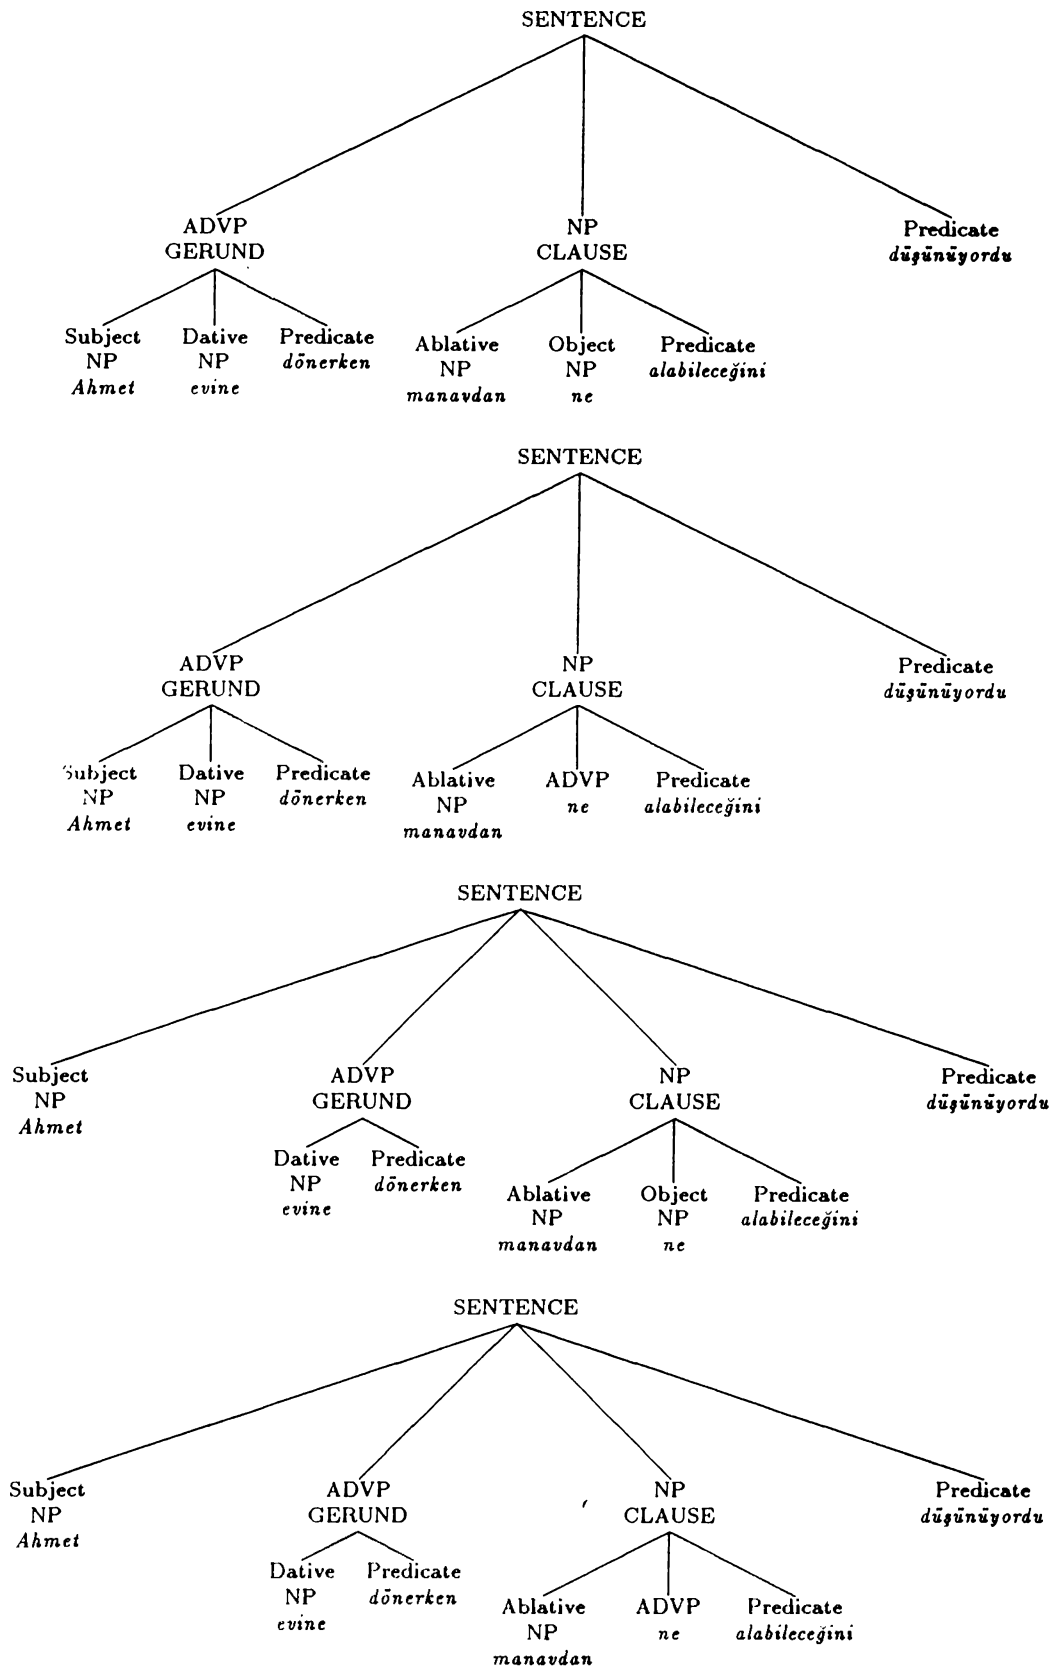 SENTENCE
ADVP NP Predicate
GERUND CLAUSE düşünüyordu
Subject Dative Predicate Ablative Object Predicate
NP NP dönerken NP NP alabileceğini
Ahmet evine manavdan ne
SENTENCE
ADVP NP Predicate
GERUND CLAUSE düşünüyordu
Subject Dative Predicate Ablative ADVP Predicate
NP NP dönerken NP ne alabileceğini
Ahmet evine manavdan
SENTENCE
Subject ADVP NP Predicate
NP GERUND CLAUSE düşünüyordu
Ahmet
Dative Predicate
NP dönerken
evine
Ablative Object Predicate
NP NP alabileceğini
manavdan ne
SENTENCE
Subject ADVP NP Predicate
NP GERUND CLAUSE düşünüyordu
Ahmet
Dative Predicate
NP dönerken
evine
Ablative ADVP Predicate
NP ne alabileceğini
manavdan